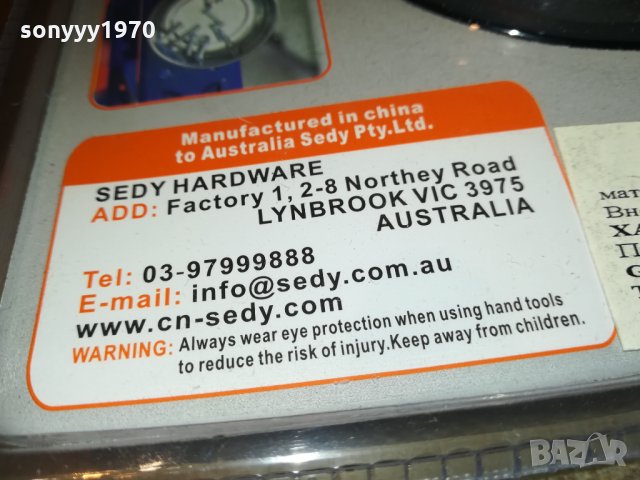 sonyyy1970
Manufactured in china
to Australia Sedy Pty.Ltd.
SEDY HARDWARE
ADD: Factory 1, 2-8 Northey Road
LYNBROOK VIC 3975
AUSTRALIA
Tel: 03-97999888
E-mail: info@sedy.com.au
www.cn-sedy.com
WARNING: Always wear eye protection when using hand tools
to reduce the risk of injury.Keep away from children.
мат
Вн
BAZAR